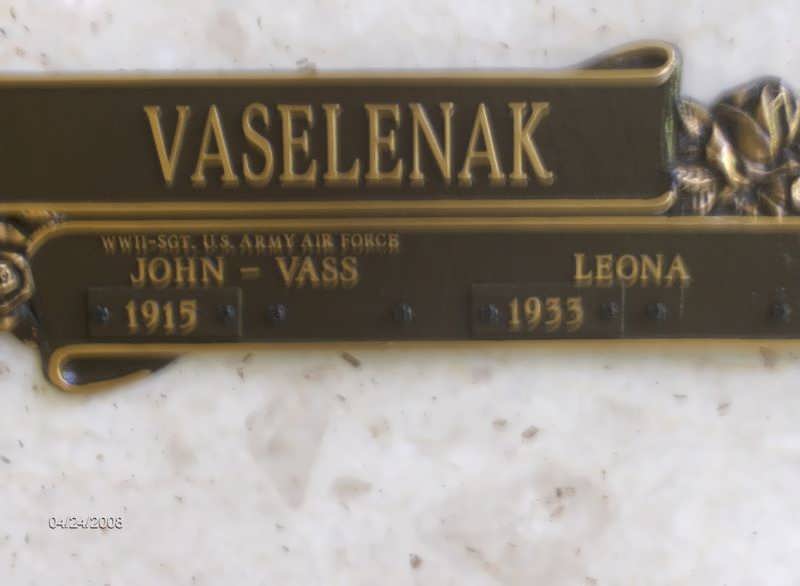 VASELENAK
WWII-SGT. U.S. ARMY AIR FORCE
JOHN - VASS
LEONA
1915
1933
04/24/2008